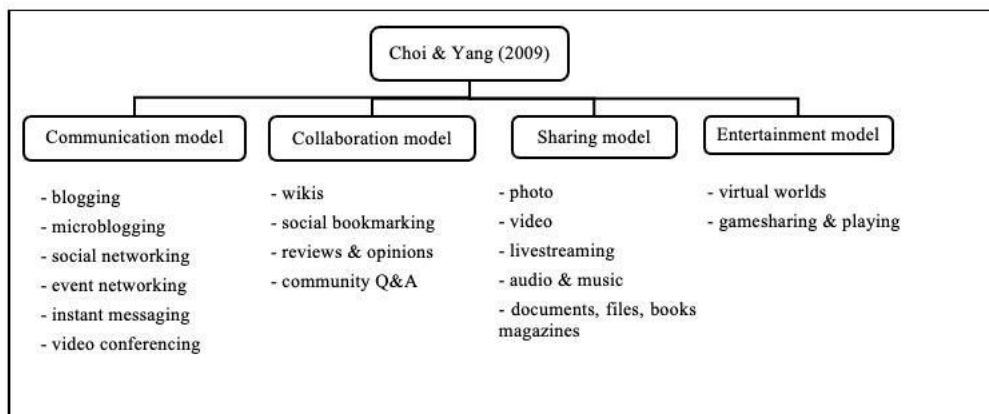 Choi & Yang (2009)
Communication model
- blogging
- microblogging
- social networking
- event networking
- instant messaging
- video conferencing
Collaboration model
- wikis
- social bookmarking
- reviews & opinions
- community Q&A
Sharing model
- photo
- video
- livestreaming
- audio & music
- documents, files, books
magazines
Entertainment model
- virtual worlds
- gamesharing & playing